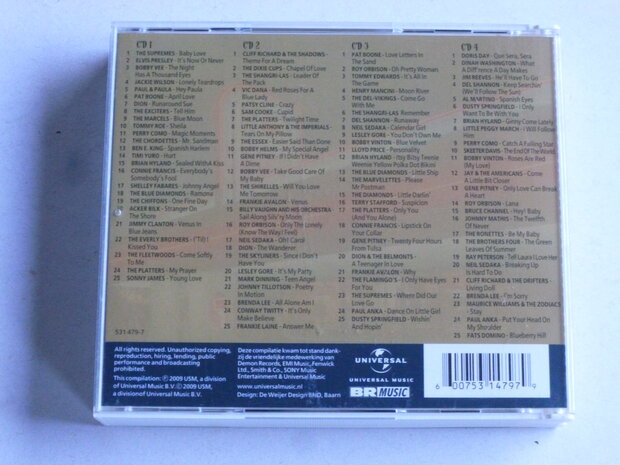 CD 1
1 THE SUPREMES - Baby Love
2 ELVIS PRESLEY - It's Now Or Never
3 BOBBY VEE - The Night
Has A Thousand Eyes
4 JACKIE WILSON - Lonely Teardrops
5 PAUL & PAULA - Hey Paula
6 PAT BOONE - April Love
7 DION - Runaround Sue
8 THE EXCITERS - Tell Him
9 THE MARCELS - Blue Moon
10 TOMMY ROE - Sheila
11 PERRY COMO - Magic Moments
12 THE CHORDETTES - Mr. Sandman
13 BEN E. KING - Spanish Harlem
14 TIMI YURO - Hurt
15 BRIAN HYLAND - Sealed With A Kiss
16 CONNIE FRANCIS - Everybody's
Somebody's Fool
17 SHELLEY FABARES - Johnny Angel
18 THE BLUE DIAMONDS - Ramona
19 THE CHIFFONS - One Fine Day
20 ACKER BILK - Stranger On
The Shore
21 JIMMY CLANTON - Venus In
Blue Jeans
22 THE EVERLY BROTHERS - ('Til) I
Kissed You
23 THE FLEETWOODS - Come Softly
To Me
24 THE PLATTERS - My Prayer
25 SONNY JAMES - Young Love
531 479-7
CD 2
1 CLIFF RICHARD & THE SHADOWS -
Theme For A Dream
2 THE DIXIE CUPS - Chapel Of Love
3 THE SHANGRI-LAS - Leader Of
The Pack
4 VIC DANA - Red Roses For A
Blue Lady
5 PATSY CLINE - Crazy
6 SAM COOKE - Cupid
7 THE PLATTERS - Twilight Time
8 LITTLE ANTHONY & THE IMPERIALS -
Tears On My Pillow
9 THE ESSEX - Easier Said Than Done
10 BOBBY HELMS - My Special Angel
11 GENE PITNEY - If I Didn't Have
A Dime
12 BOBBY VEE - Take Good Care Of
My Baby
13 THE SHIRELLES - Will You Love
Me Tomorrow
14 FRANKIE AVALON - Venus
15 BILLY VAUGHN AND HIS ORCHESTRA -
Sail Along Silv'ry Moon
16 ROY ORBISON - Only The Lonely
(Know The Way I Feel)
17 NEIL SEDAKA - Oh! Carol
18 DION - The Wanderer
19 THE SKYLINERS - Since I Don't
Have You
20 LESLEY GORE - It's My Party
21 MARK DINNING - Teen Angel
22 JOHNNY TILLOTSON - Poetry
In Motion
23 BRENDA LEE - All Alone Am I
24 CONWAY TWITTY - It's Only
Make Believe
25 FRANKIE LAINE - Answer Me
CD 3
1 PAT BOONE - Love Letters In
The Sand
2 ROY ORBISON - Oh Pretty Woman
3 TOMMY EDWARDS - It's All In
The Game
4 HENRY MANCINI - Moon River
5 THE DEL-VIKINGS - Come Go
With Me
6 THE SHANGRI-LAS - Remember
7 DEL SHANNON - Runaway
8 NEIL SEDAKA - Calendar Girl
9 LESLEY GORE - You Don't Own Me
10 BOBBY VINTON - Blue Velvet
11 LLOYD PRICE - Personality
12 BRIAN HYLAND - Itsy Bitsy Teenie
Weenie Yellow Polka Dot Bikini
13 THE BLUE DIAMONDS - Little Ship
14 THE MARVELETTES - Please
Mr Postman
15 THE DIAMONDS - Little Darlin'
16 TERRY STAFFORD - Suspicion
17 THE PLATTERS - Only You
(And You Alone)
18 CONNIE FRANCIS - Lipstick On
Your Collar
19 GENE PITNEY - Twenty Four Hours
From Tulsa
20 DION & THE BELMONTS -
A Teenager In Love
21 FRANKIE AVALON - Why
22 THE FLAMINGO'S - I Only Have Eyes
For You
23 THE SUPREMES - Where Did Our
Love Go
24 PAUL ANKA - Dance On Little Girl
25 DUSTY SPRINGFIELD - Wishin'
And Hopin'
CD 4
1 DORIS DAY - Que Sera, Sera
2 DINAH WASHINGTON - What
A Diff'rence A Day Makes
3 JIM REEVES - He'll Have To Go
4 DEL SHANNON - Keep Searchin'
(We'll Follow The Sun)
5 AL MARTINO - Spanish Eyes
6 DUSTY SPRINGFIELD - I Only
Want To Be With You
7 BRIAN HYLAND - Ginny Come Lately
8 LITTLE PEGGY MARCH - I Will Follow
Him
9 PERRY COMO - Catch A Falling Star
10 SKEETER DAVIS - The End Of The World
11 BOBBY VINTON - Roses Are Red
(My Love)
12 JAY & THE AMERICANS - Come
A Little Bit Closer
13 GENE PITNEY - Only Love Can Break
A Heart
14 ROY ORBISON - Lana
15 BRUCE CHANNEL - Hey! Baby
16 JOHNNY MATHIS - The Twelfth
Of Never
17 THE RONETTES - Be My Baby
18 THE BROTHERS FOUR - The Green
Leaves Of Summer
19 RAY PETERSON - Tell Laura I Love Her
20 NEIL SEDAKA - Breaking Up
Is Hard To Do
21 CLIFF RICHARD & THE DRIFTERS -
Living Doll
22 BRENDA LEE - I'm Sorry
23 MAURICE WILLIAMS & THE ZODIACS
- Stay
24 PAUL ANKA - Put Your Head On
My Shoulder
25 FATS DOMINO - Blueberry Hill
All rights reserved. Unauthorized copying,
reproduction, hiring, lending, public
performance and broadcasting
prohibited.
This compilation: ℗ 2009 USM, a division
of Universal Music B.V. © 2009 USM,
a division of Universal Music B.V.
Deze compilatie kwam tot stand dank-
zij de vriendelijke medewerking van
Demon Records, EMI Music, Fenwick
Ltd., Smith & Co., SONY Music
Entertainment & Universal Music
www.universalmusic.nl
Design: De Weijer Design BNO, Baarn
UNIVERSAL
UNIVERSAL MUSIC
BR MUSIC
6 00753 14797 9